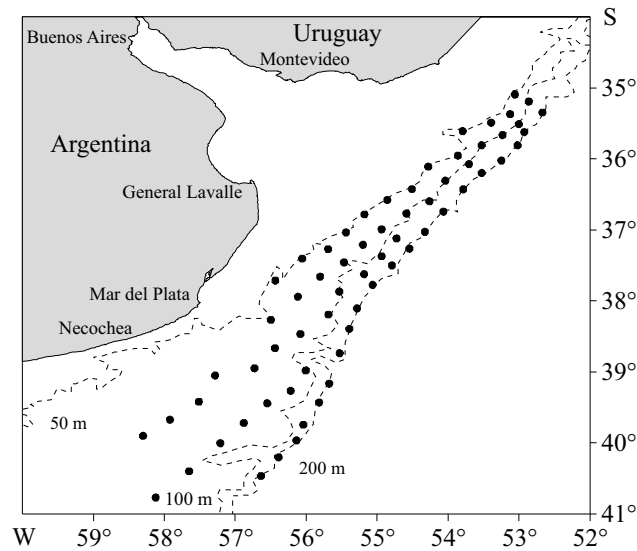 S
Uruguay
Buenos Aires
Montevideo
35°
Argentina
36°
General Lavalle
37°
Mar del Plata
38°
Necochea
39°
50 m
40°
200 m
100 m
41°
W 59° 58° 57° 56° 55° 54° 53° 52°